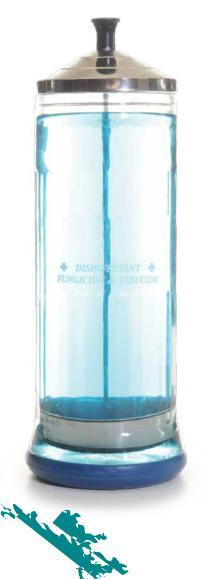 ✚ DISINFECTANT ✚
FUNGICIDE & VIRUCIDE